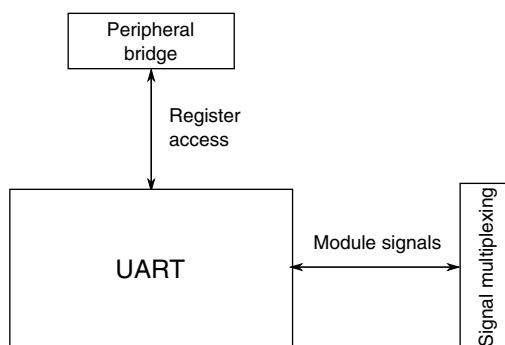 Peripheral
bridge
Register
access
UART
Module signals
Signal multiplexing